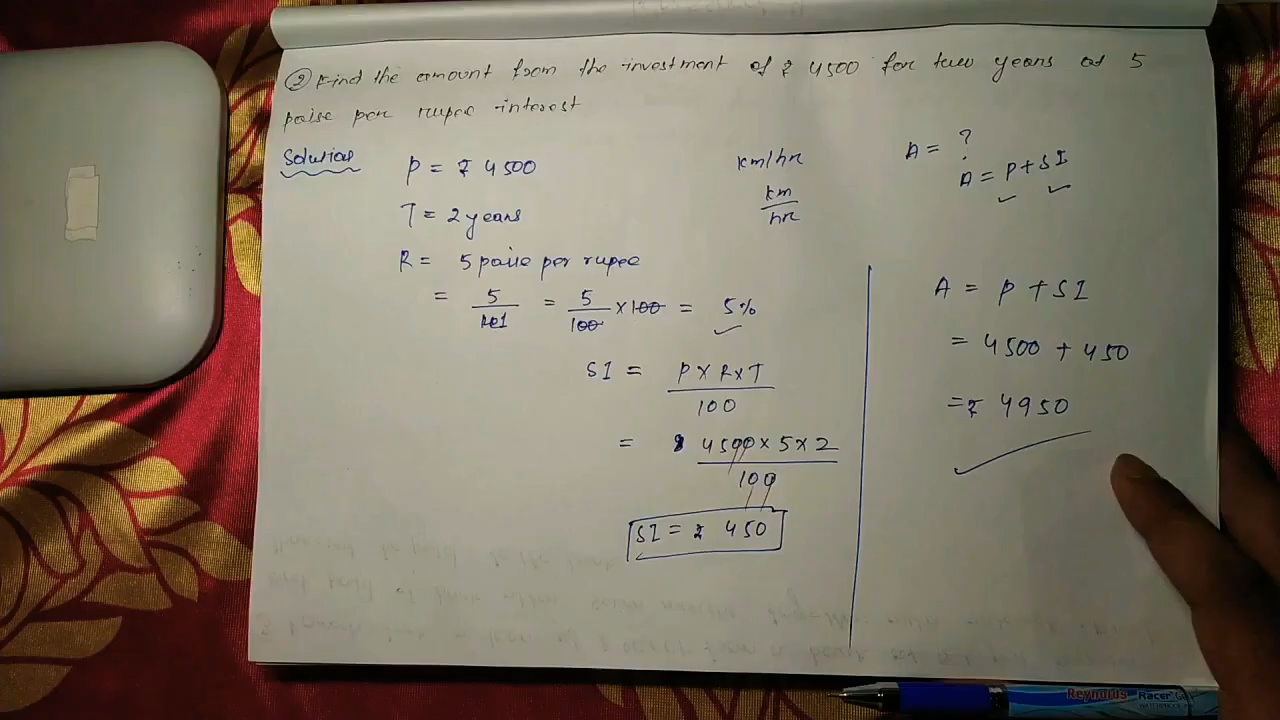 ② Find the amount from the investment of ₹ 4500 for two years at 5
paise per rupee interest
Solution
P = ₹ 4500
T = 2 years
R = 5 paise per rupee
= 5/₹1 = 5/100 × 100 = 5%
km/hr
km/hr
A = ?
A = P + SI
SI = P × R × T / 100
= 4500 × 5 × 2 / 100
SI = ₹ 450
A = P + SI
= 4500 + 450
= ₹ 4950
Reynolds Racer